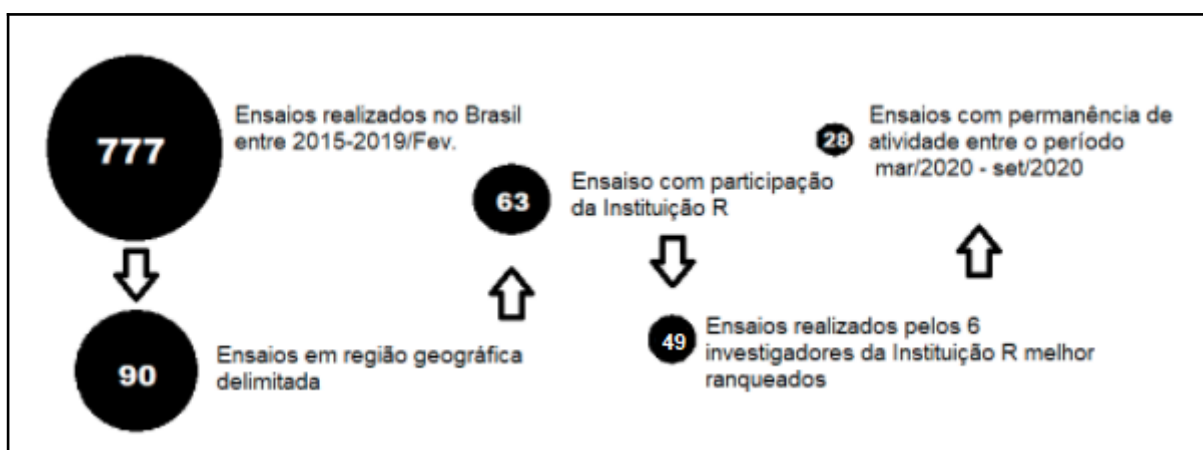 777
Ensaios realizados no Brasil
entre 2015-2019/Fev.
90
Ensaios em região geográfica
delimitada
63
Ensaiso com participação
da Instituição R
49
Ensaios realizados pelos 6
investigadores da Instituição R melhor
ranqueados
28
Ensaios com permanência de
atividade entre o período
mar/2020 - set/2020